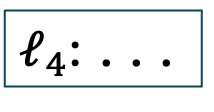 ℓ₄: . . .